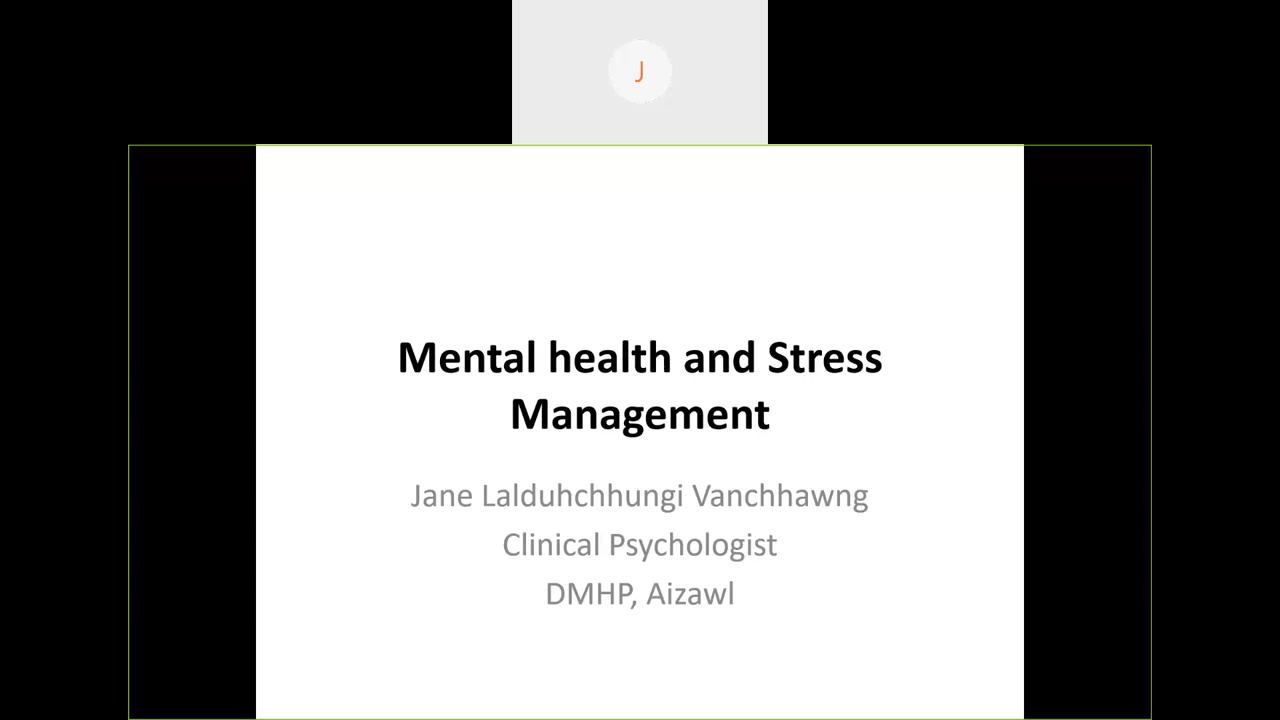 J
Mental health and Stress
Management
Jane Lalduhchhungi Vanchhawng
Clinical Psychologist
DMHP, Aizawl